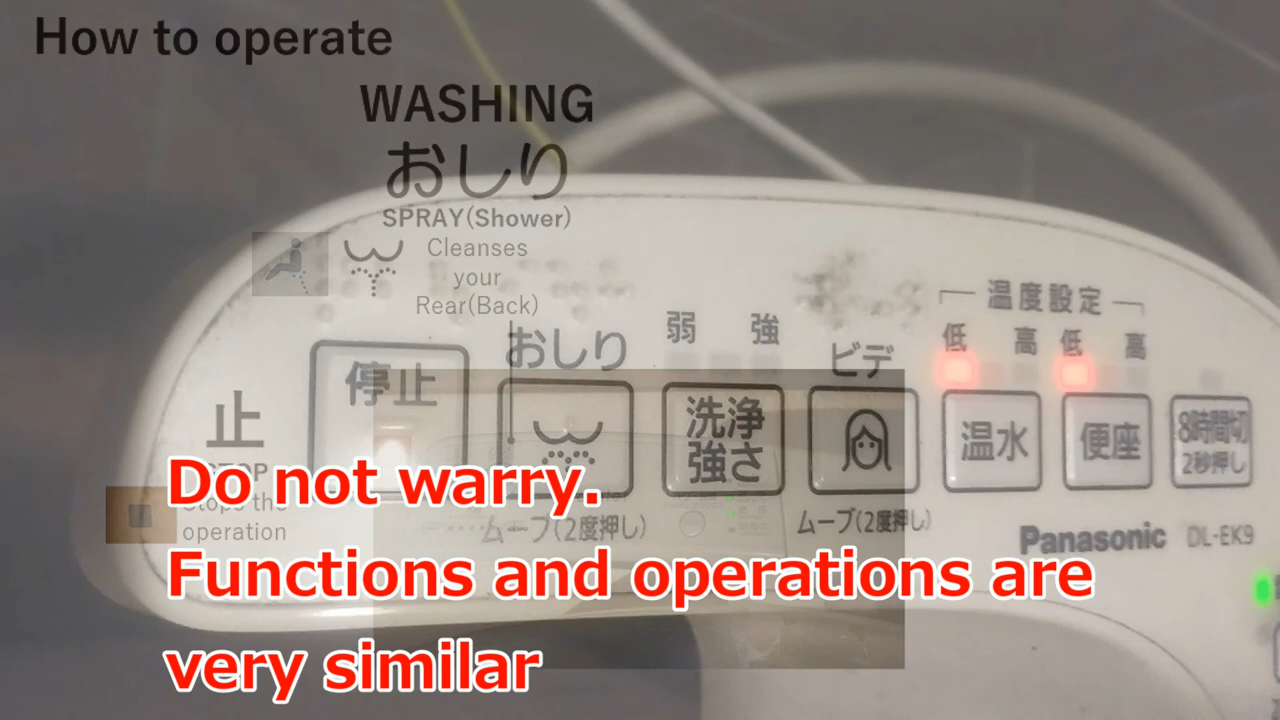 How to operate
WASHING
おしり
SPRAY(Shower)
Cleanses
your
Rear(Back)
温度設定
弱 強
低 高 低 高
おしり
ビデ
停止
洗浄
強さ
温水
便座
8時間切
2秒押し
止
STOP
Stops the
operation
ムーブ(2度押し)
ムーブ(2度押し)
Panasonic DL-EK9
Do not warry.
Functions and operations are
very similar